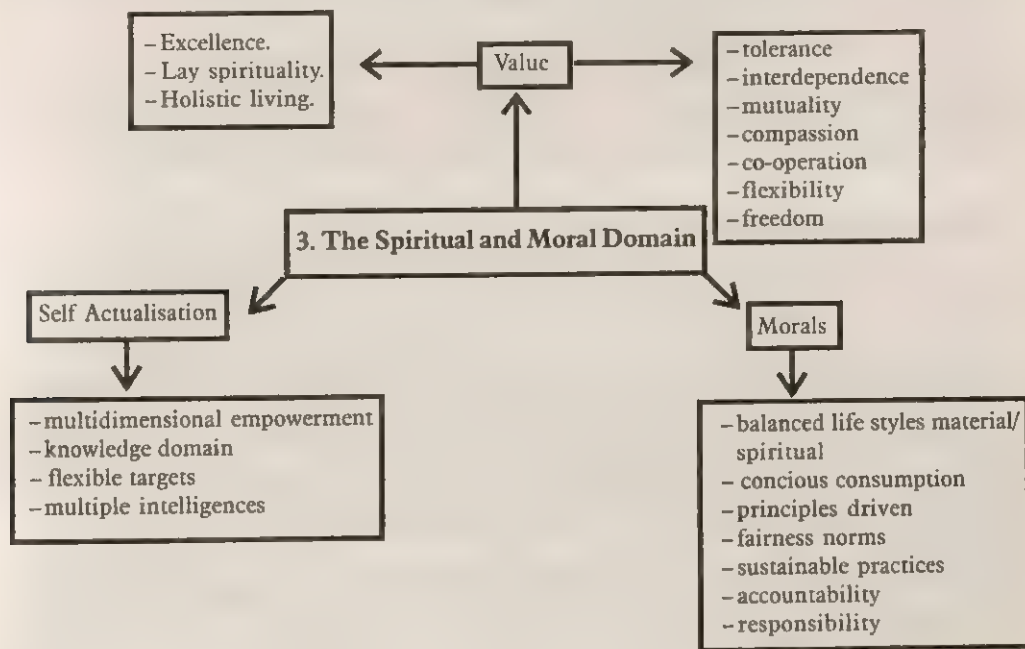 – Excellence.
– Lay spirituality.
– Holistic living.
Value
– tolerance
– interdependence
– mutuality
– compassion
– co-operation
– flexibility
– freedom
3. The Spiritual and Moral Domain
Self Actualisation
Morals
– multidimensional empowerment
– knowledge domain
– flexible targets
– multiple intelligences
– balanced life styles material/
spiritual
– concious consumption
– principles driven
– fairness norms
– sustainable practices
– accountability
– responsibility